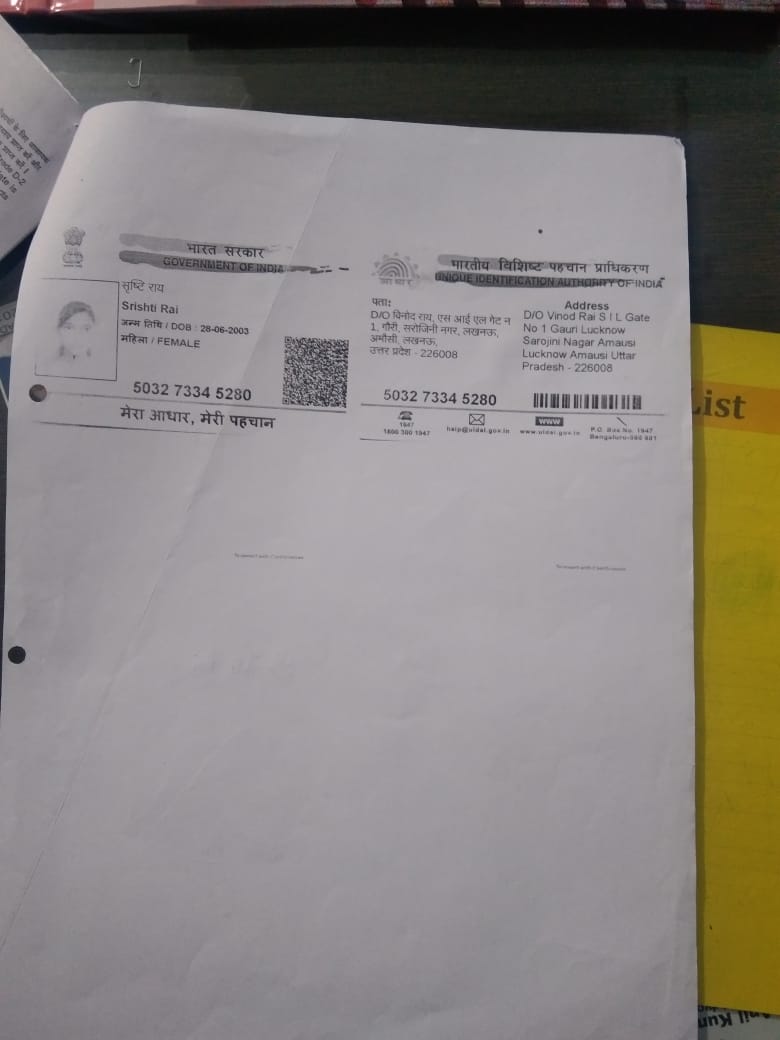 भारत सरकार
GOVERNMENT OF INDIA
सृष्टि राय
Srishti Rai
जन्म तिथि / DOB : 28-06-2003
महिला / FEMALE
5032 7334 5280
मेरा आधार, मेरी पहचान
भारतीय विशिष्ट पहचान प्राधिकरण
UNIQUE IDENTIFICATION AUTHORITY OF INDIA
पता:
D/O विनोद राय, एस आई एल गेट न
1, गौरी, सरोजिनी नगर, लखनऊ,
अमौसी, लखनऊ,
उत्तर प्रदेश - 226008
Address
D/O Vinod Rai S I L Gate
No 1 Gauri Lucknow
Sarojini Nagar Amausi
Lucknow Amausi Uttar
Pradesh - 226008
5032 7334 5280
1947
1800 300 1947
help@uidai.gov.in
www
www.uidai.gov.in
P.O. Box No. 1947
List